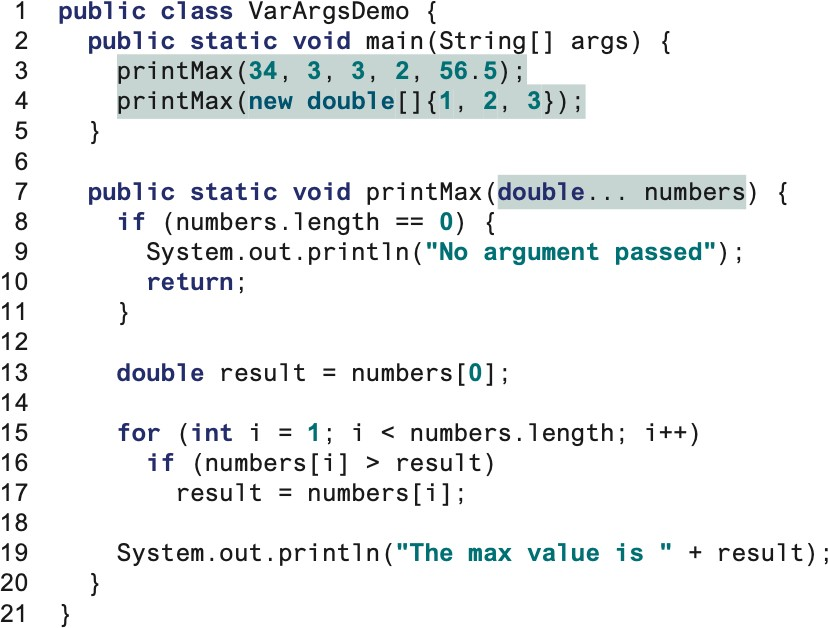 1 public class VarArgsDemo {
2 public static void main(String[] args) {
3 printMax(34, 3, 3, 2, 56.5);
4 printMax(new double[]{1, 2, 3});
5 }
6
7 public static void printMax(double... numbers) {
8 if (numbers.length == 0) {
9 System.out.println("No argument passed");
10 return;
11 }
12
13 double result = numbers[0];
14
15 for (int i = 1; i < numbers.length; i++)
16 if (numbers[i] > result)
17 result = numbers[i];
18
19 System.out.println("The max value is " + result);
20 }
21 }